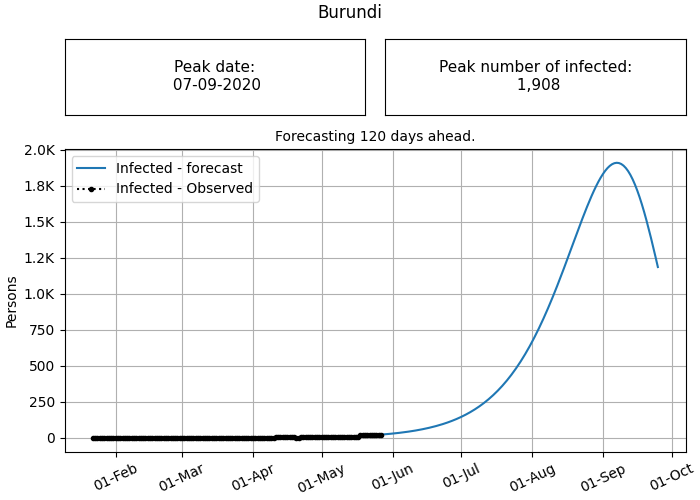 Burundi
Peak date:
07-09-2020
Peak number of infected:
1,908
Forecasting 120 days ahead.
Infected - forecast
Infected - Observed
Persons
2.0K
1.8K
1.5K
1.2K
1.0K
750
500
250
0
01-Feb
01-Mar
01-Apr
01-May
01-Jun
01-Jul
01-Aug
01-Sep
01-Oct